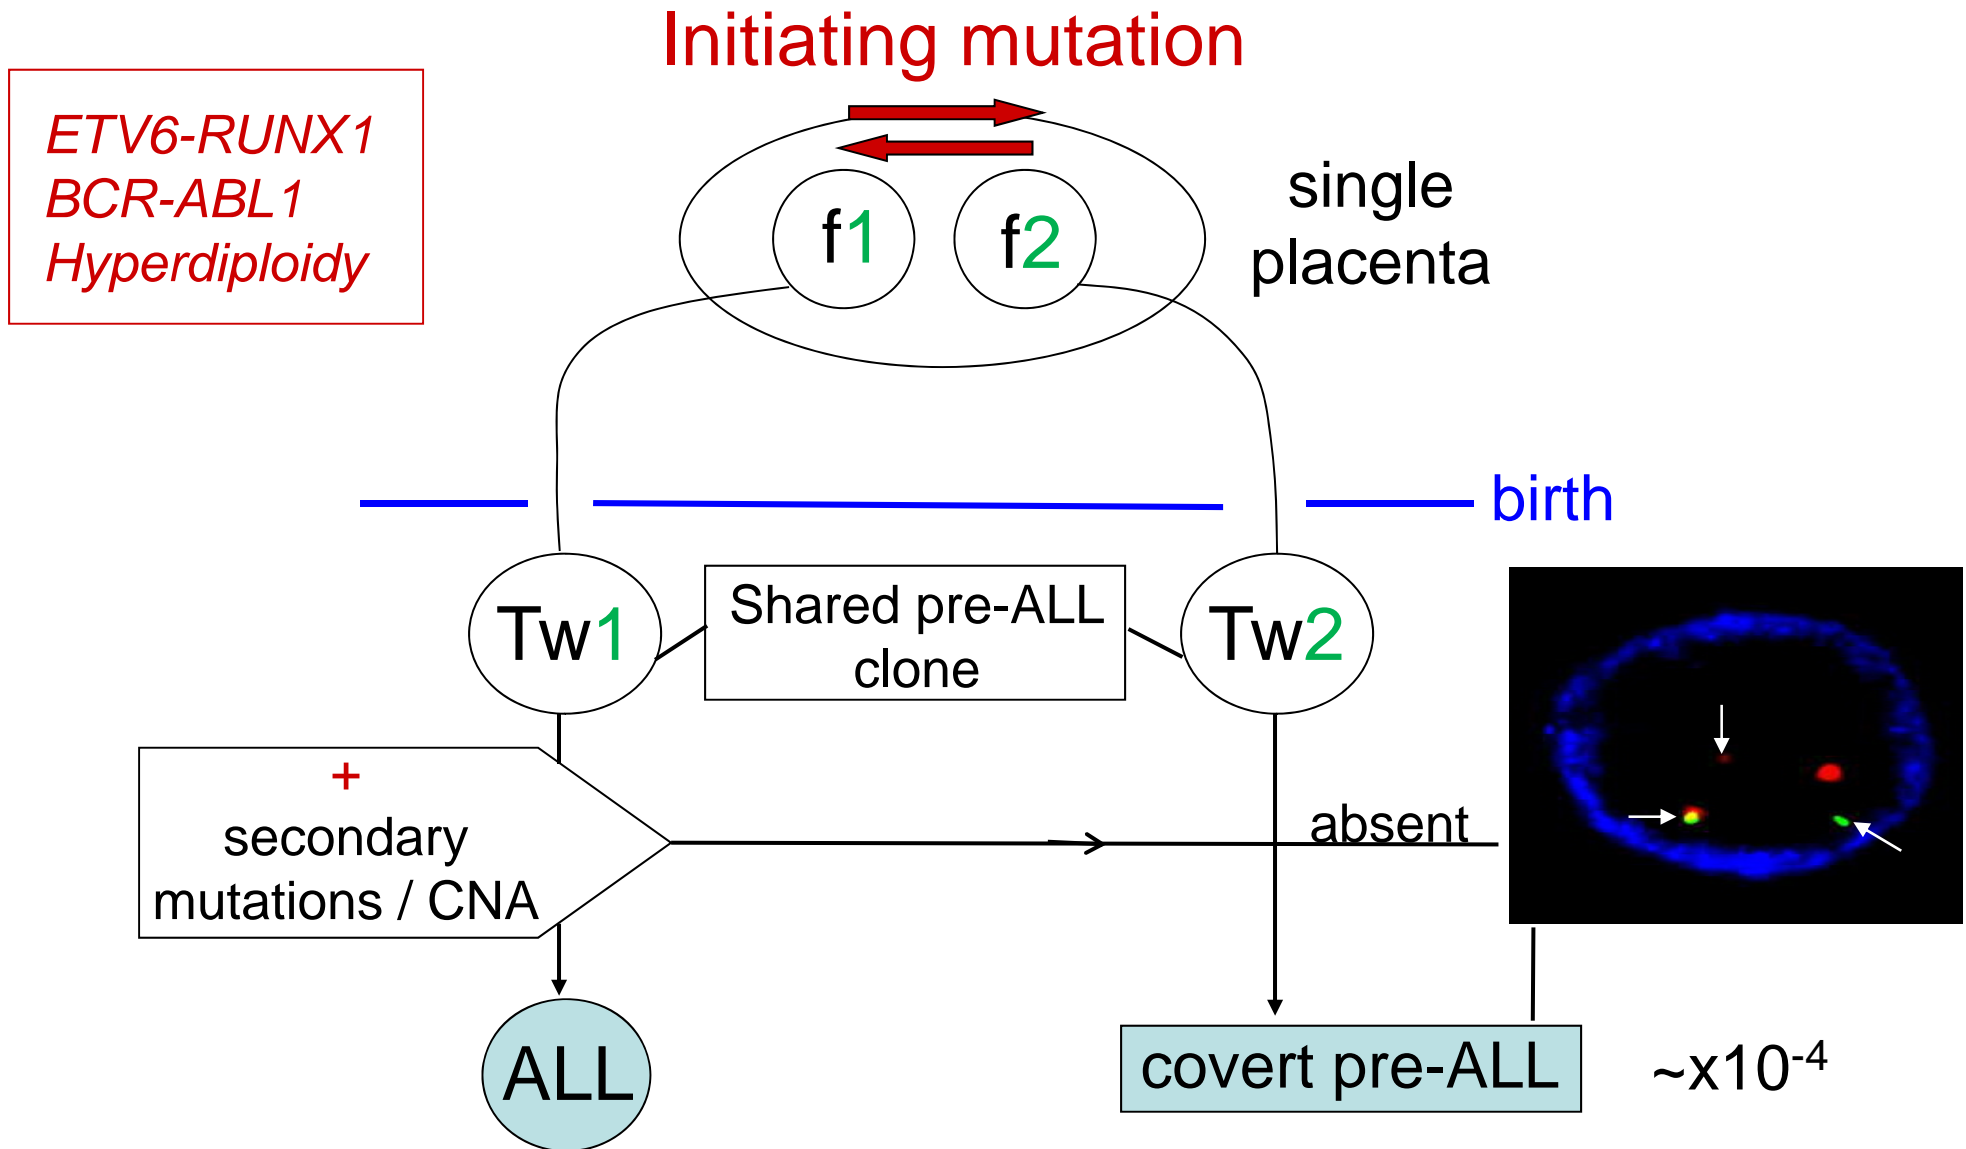 Initiating mutation
ETV6-RUNX1
BCR-ABL1
Hyperdiploidy
f1
f2
single
placenta
birth
Tw1
Shared pre-ALL
clone
Tw2
+
secondary
mutations / CNA
absent
ALL
covert pre-ALL
~x10⁻⁴